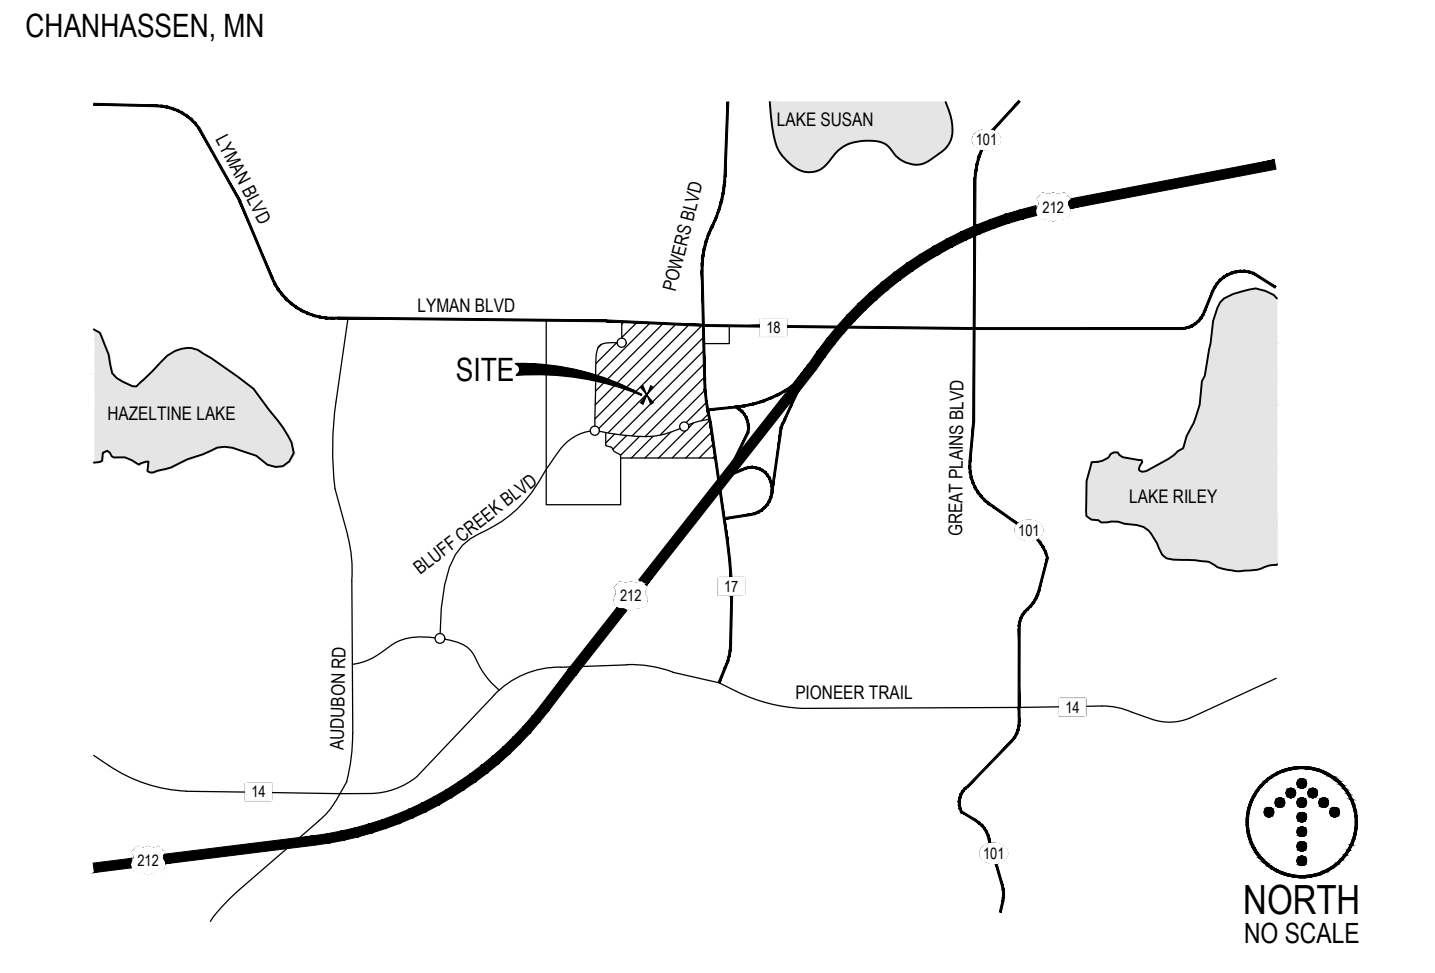 CHANHASSEN, MN
LAKE SUSAN
101
LYMAN BLVD
POWERS BLVD
212
LYMAN BLVD
18
SITE
HAZELTINE LAKE
GREAT PLAINS BLVD
LAKE RILEY
BLUFF CREEK BLVD
101
17
212
AUDUBON RD
PIONEER TRAIL
14
14
212
101
NORTH
NO SCALE